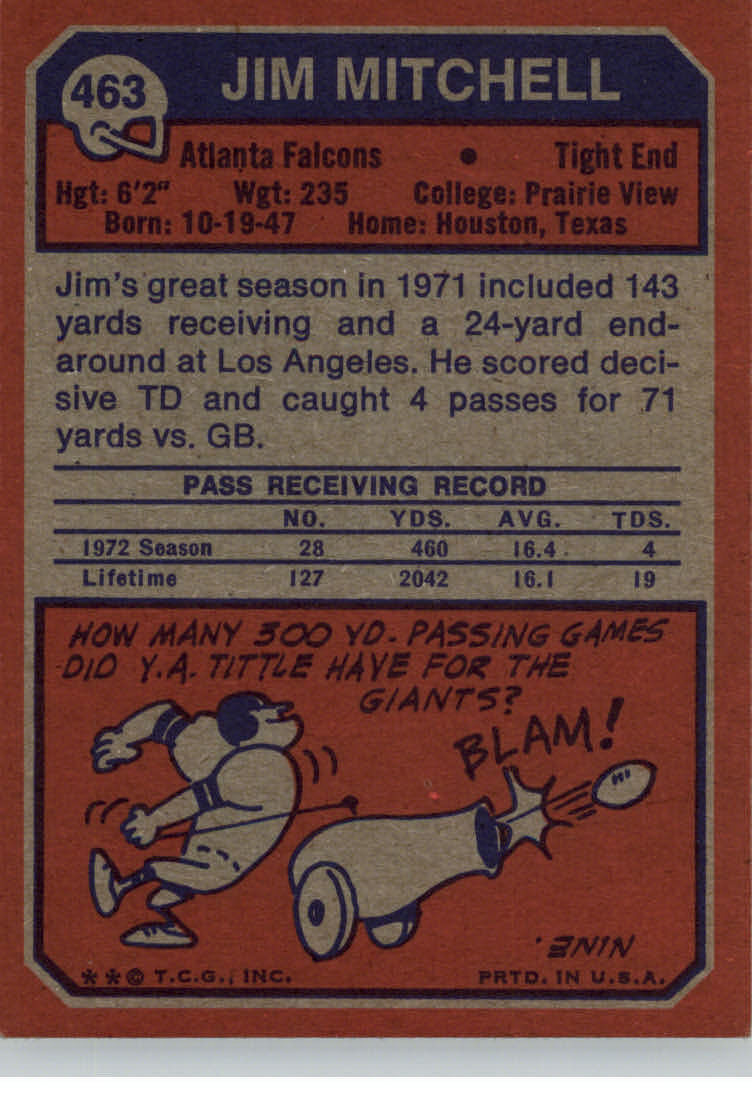 463
JIM MITCHELL
Atlanta Falcons • Tight End
Hgt: 6'2" Wgt: 235 College: Prairie View
Born: 10-19-47 Home: Houston, Texas
Jim's great season in 1971 included 143
yards receiving and a 24-yard end-
around at Los Angeles. He scored deci-
sive TD and caught 4 passes for 71
yards vs. GB.
PASS RECEIVING RECORD
NO. YDS. AVG. TDS.
1972 Season 28 460 16.4 4
Lifetime 127 2042 16.1 19
HOW MANY 300 YD. PASSING GAMES
DID Y.A. TITTLE HAVE FOR THE
GIANTS?
BLAM!
NINE.
**© T.C.G., INC. PRTD. IN U.S.A.